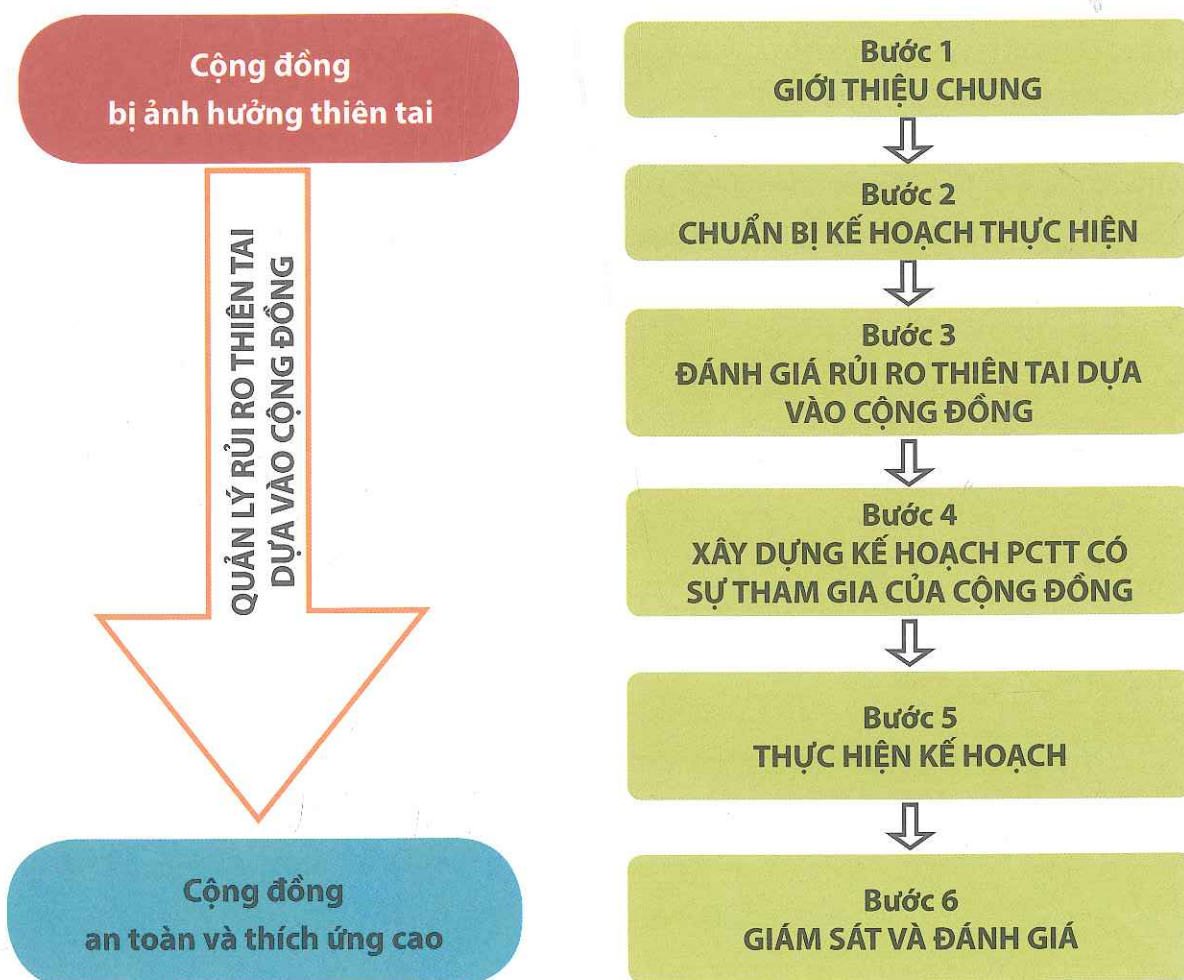 Cộng đồng
bị ảnh hưởng thiên tai
QUẢN LÝ RỦI RO THIÊN TAI
DỰA VÀO CỘNG ĐỒNG
Cộng đồng
an toàn và thích ứng cao
Bước 1
GIỚI THIỆU CHUNG
Bước 2
CHUẨN BỊ KẾ HOẠCH THỰC HIỆN
Bước 3
ĐÁNH GIÁ RỦI RO THIÊN TAI DỰA
VÀO CỘNG ĐỒNG
Bước 4
XÂY DỰNG KẾ HOẠCH PCTT CÓ
SỰ THAM GIA CỦA CỘNG ĐỒNG
Bước 5
THỰC HIỆN KẾ HOẠCH
Bước 6
GIÁM SÁT VÀ ĐÁNH GIÁ